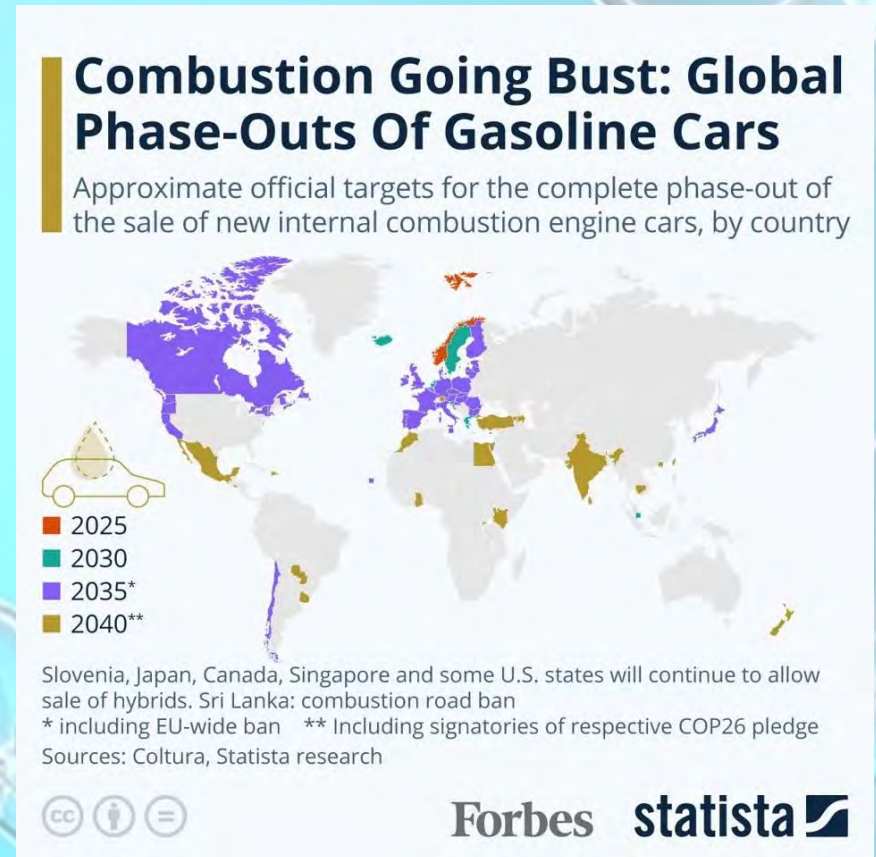 Combustion Going Bust: Global
Phase-Outs Of Gasoline Cars
Approximate official targets for the complete phase-out of
the sale of new internal combustion engine cars, by country
2025
2030
2035*
2040**
Slovenia, Japan, Canada, Singapore and some U.S. states will continue to allow
sale of hybrids. Sri Lanka: combustion road ban
* including EU-wide ban ** Including signatories of respective COP26 pledge
Sources: Coltura, Statista research
cc
Forbes statista